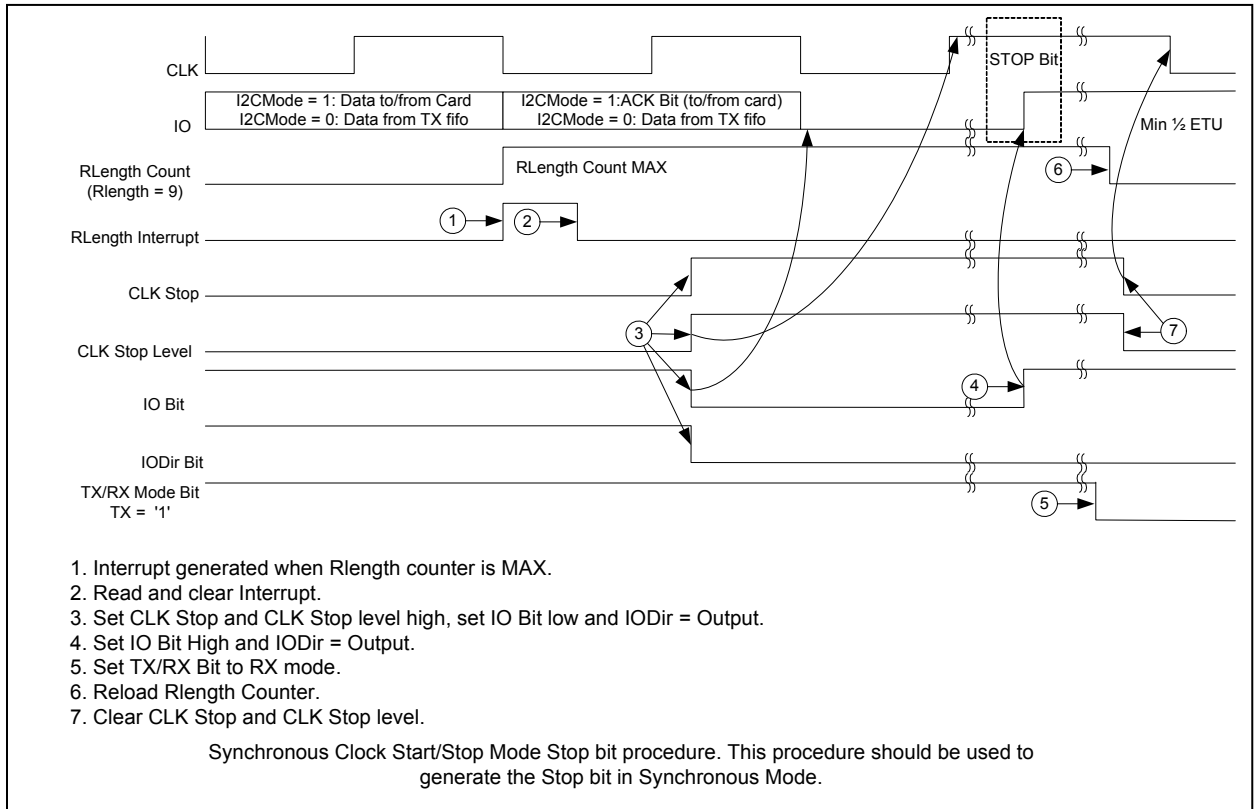 CLK
STOP Bit
I2CMode = 1: Data to/from Card
I2CMode = 0: Data from TX fifo
I2CMode = 1:ACK Bit (to/from card)
I2CMode = 0: Data from TX fifo
IO
Min ½ ETU
RLength Count
(Rlength = 9)
RLength Count MAX
6
1
2
RLength Interrupt
CLK Stop
3
7
CLK Stop Level
4
IO Bit
IODir Bit
TX/RX Mode Bit
TX = '1'
5
1. Interrupt generated when Rlength counter is MAX.
2. Read and clear Interrupt.
3. Set CLK Stop and CLK Stop level high, set IO Bit low and IODir = Output.
4. Set IO Bit High and IODir = Output.
5. Set TX/RX Bit to RX mode.
6. Reload Rlength Counter.
7. Clear CLK Stop and CLK Stop level.
Synchronous Clock Start/Stop Mode Stop bit procedure. This procedure should be used to
generate the Stop bit in Synchronous Mode.